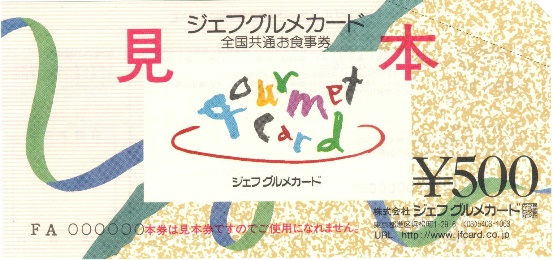 ジェフグルメカード
全国共通お食事券
見本
gourmet
card
ジェフグルメカード
¥500
株式会社 ジェフグルメカード
FA 000000 本券は見本券ですのでご使用になれません。
URL http://www.jfcard.co.jp